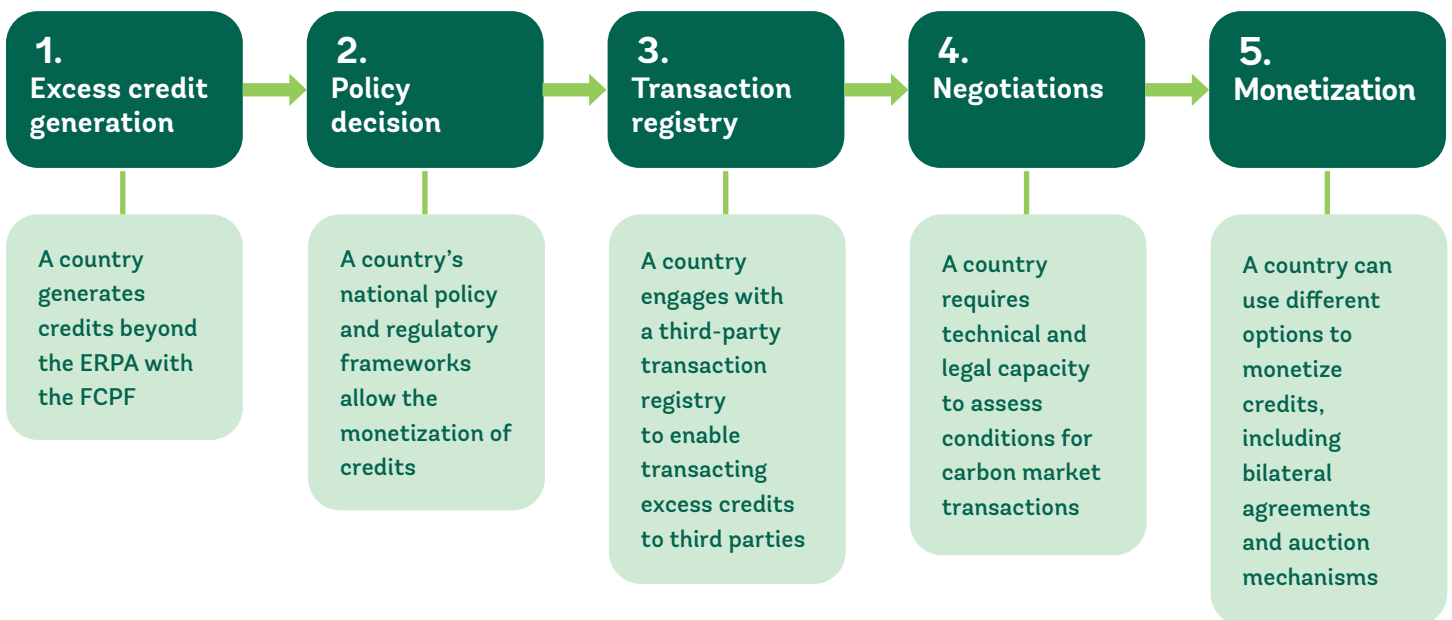 1.
Excess credit
generation
2.
Policy
decision
3.
Transaction
registry
4.
Negotiations
5.
Monetization
A country
generates
credits beyond
the ERPA with
the FCPF
A country’s
national policy
and regulatory
frameworks
allow the
monetization of
credits
A country
engages with
a third-party
transaction
registry
to enable
transacting
excess credits
to third parties
A country
requires
technical and
legal capacity
to assess
conditions for
carbon market
transactions
A country can
use different
options to
monetize
credits,
including
bilateral
agreements
and auction
mechanisms